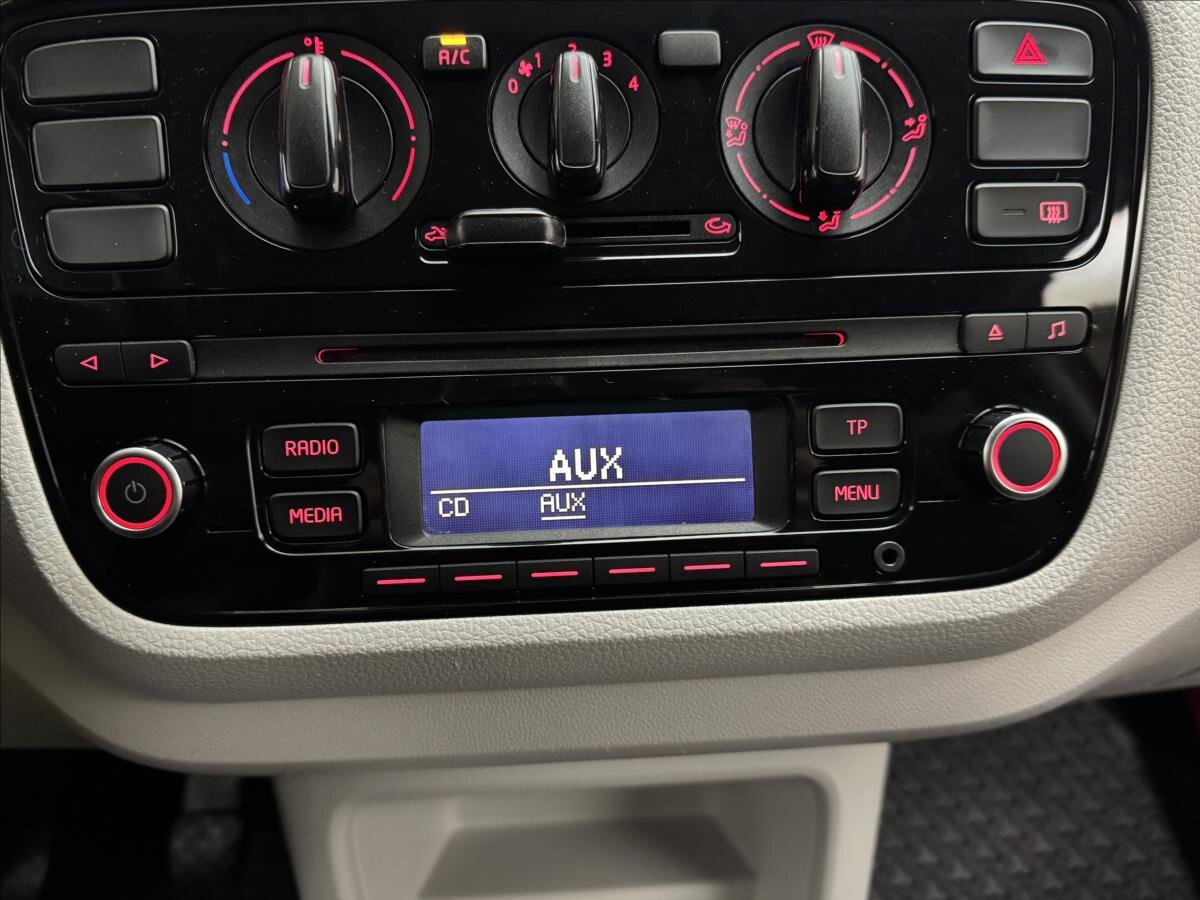 A/C
0 1 2 3 4
RADIO
MEDIA
AUX
CD AUX
TP
MENU